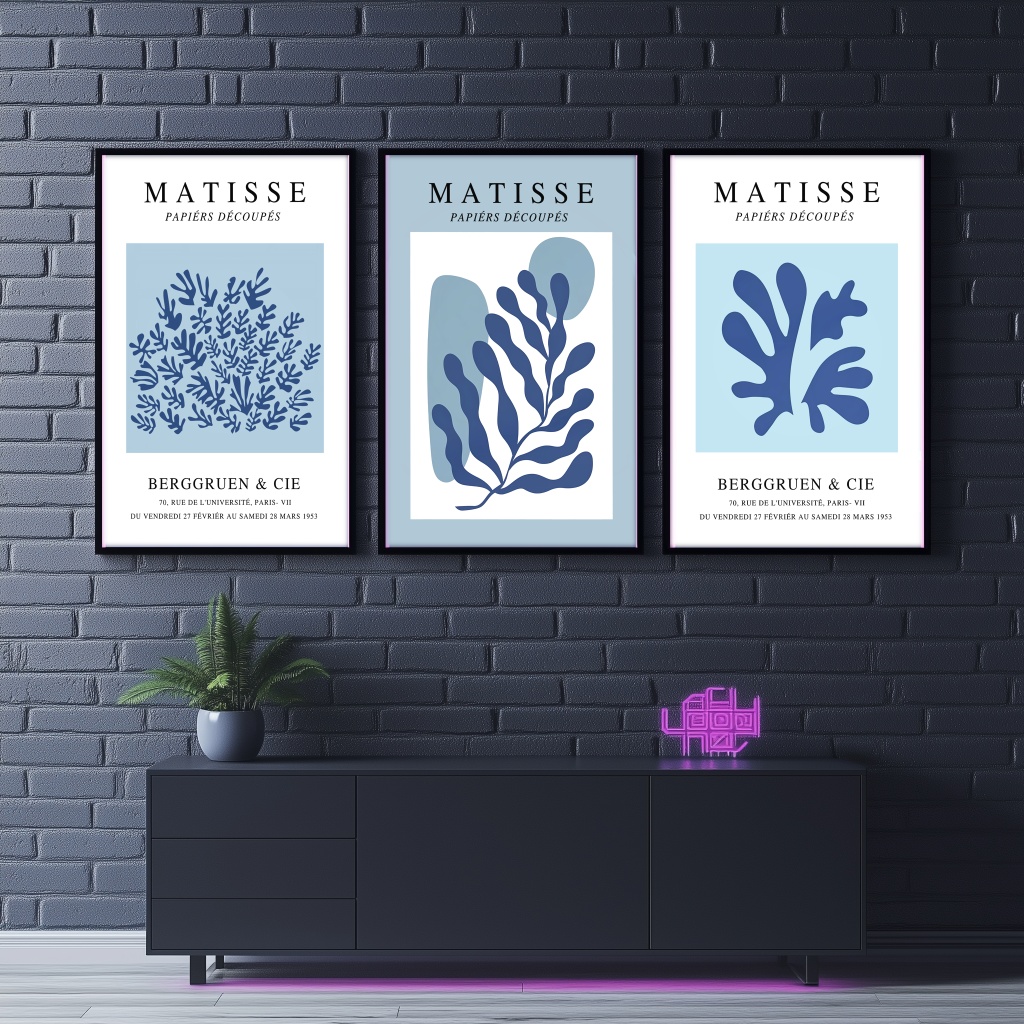 MATISSE
PAPIÉRS DÉCOUPÉS
BERGGRUEN & CIE
70, RUE DE L'UNIVERSITÉ, PARIS- VII
DU VENDREDI 27 FÉVRIÉR AU SAMEDI 28 MARS 1953
MATISSE
PAPIÉRS DÉCOUPÉS
MATISSE
PAPIÉRS DÉCOUPÉS
BERGGRUEN & CIE
70, RUE DE L'UNIVERSITÉ, PARIS- VII
DU VENDREDI 27 FÉVRIÉR AU SAMEDI 28 MARS 1953